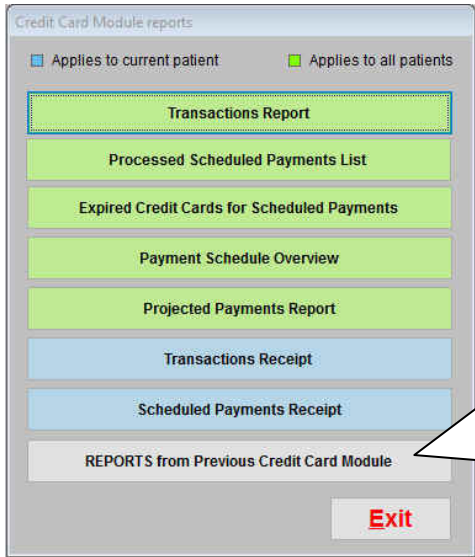 Credit Card Module reports
Applies to current patient Applies to all patients
Transactions Report
Processed Scheduled Payments List
Expired Credit Cards for Scheduled Payments
Payment Schedule Overview
Projected Payments Report
Transactions Receipt
Scheduled Payments Receipt
REPORTS from Previous Credit Card Module
Exit